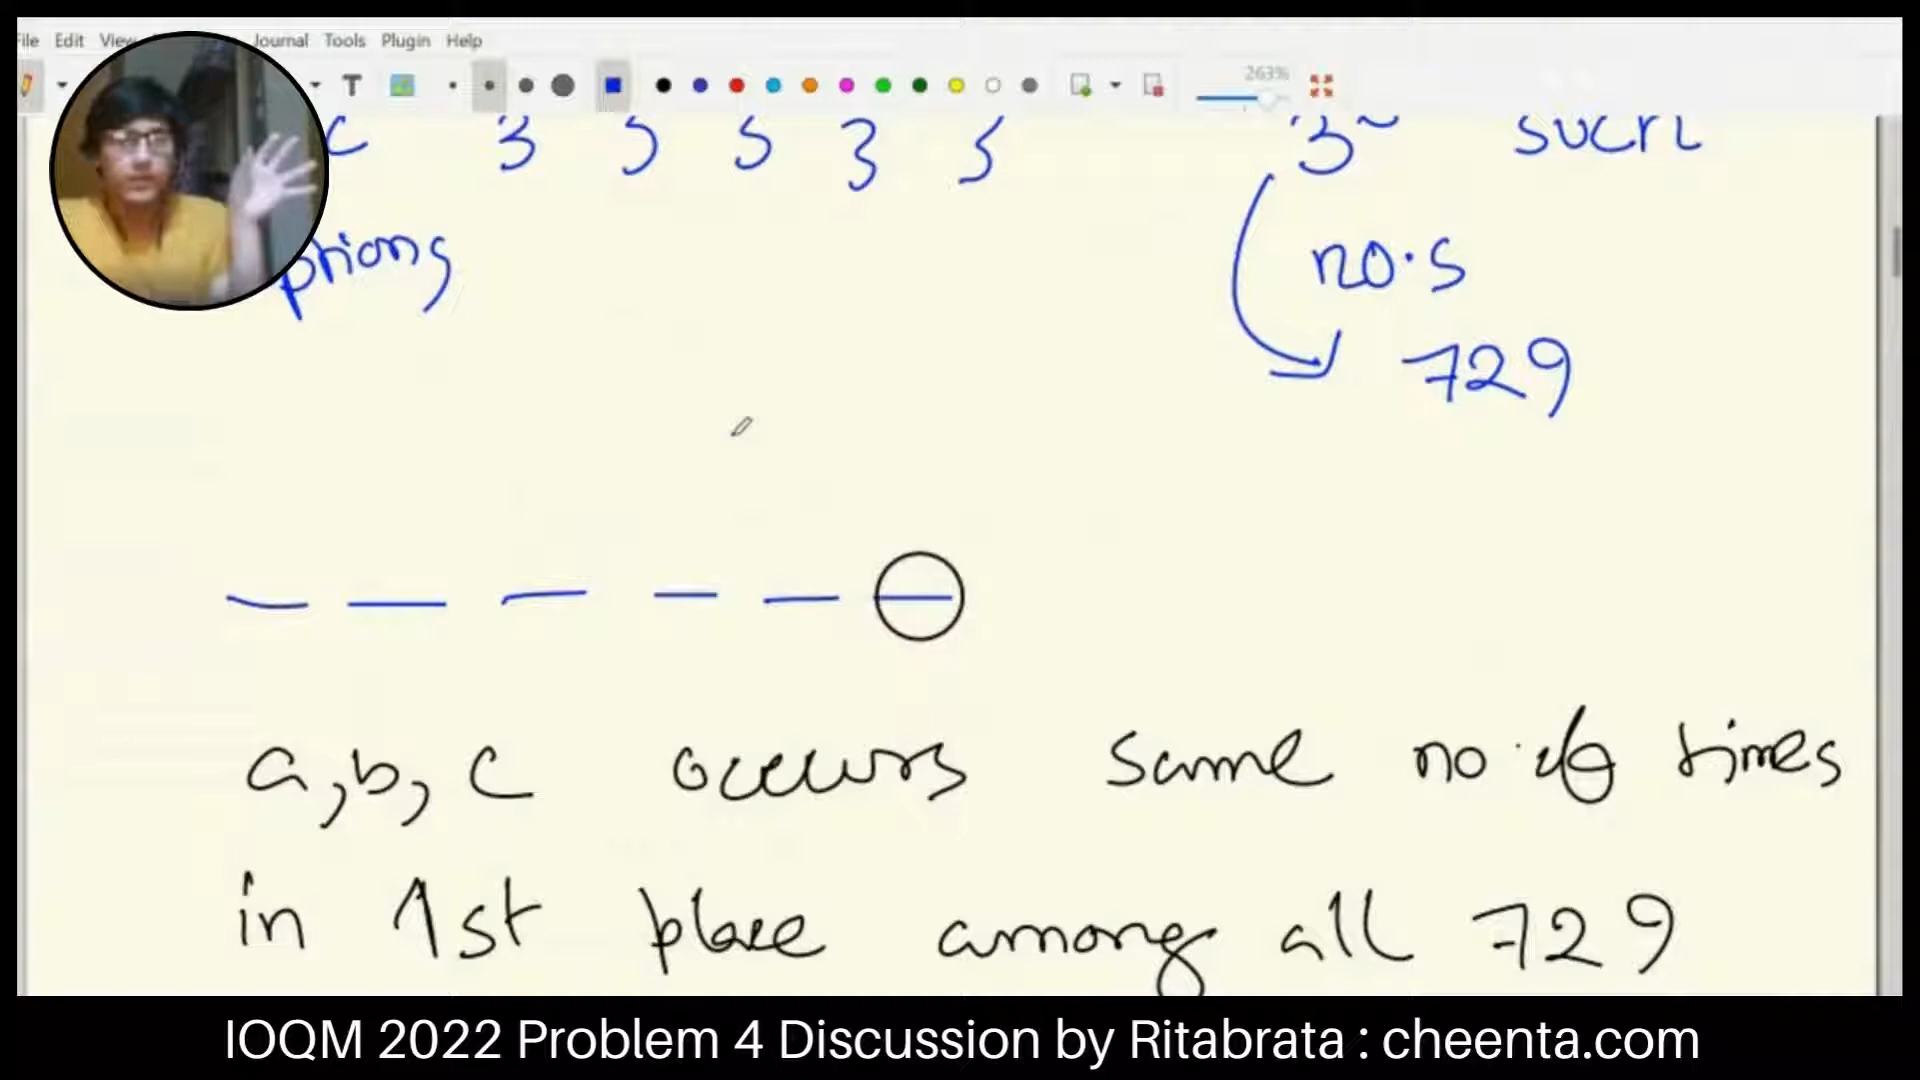 File Edit View Journal Tools Plugin Help
T 263%
c 3 3 3 3 3 3 such
options no.s
729
a, b, c occurs same no. of times
in 1st place among all 729
IOQM 2022 Problem 4 Discussion by Ritabrata : cheenta.com